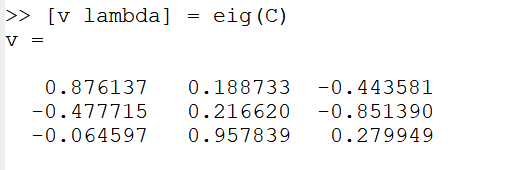 >> [v lambda] = eig(C)
v =
0.876137 0.188733 -0.443581
-0.477715 0.216620 -0.851390
-0.064597 0.957839 0.279949